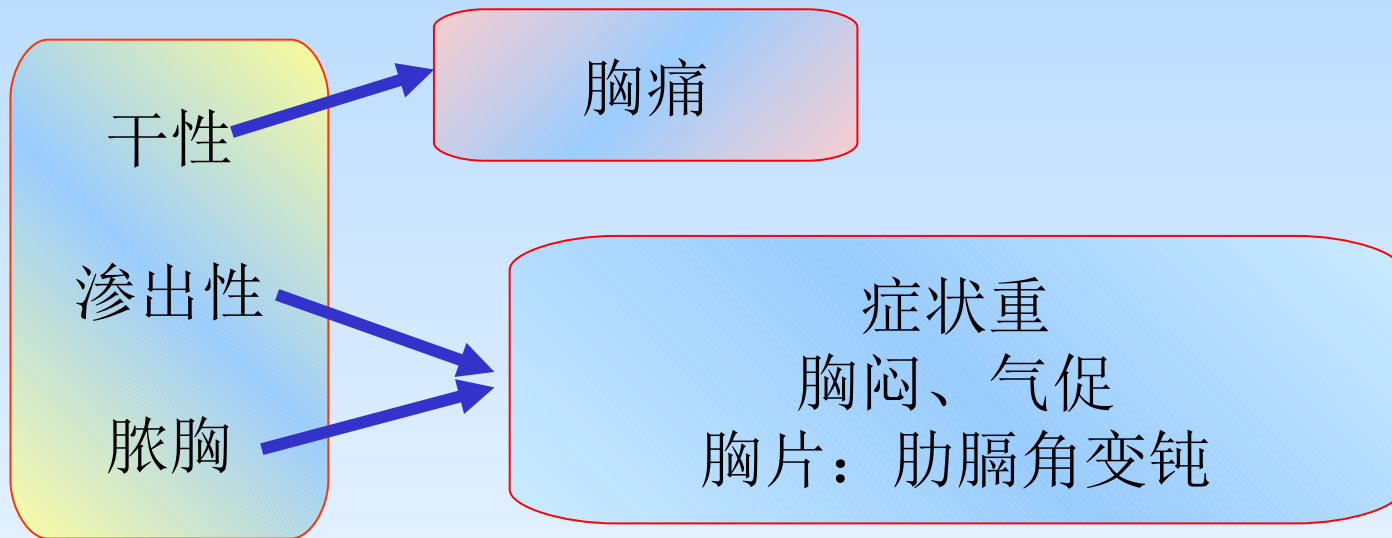 干性
渗出性
脓胸
胸痛
症状重
胸闷、气促
胸片：肋膈角变钝